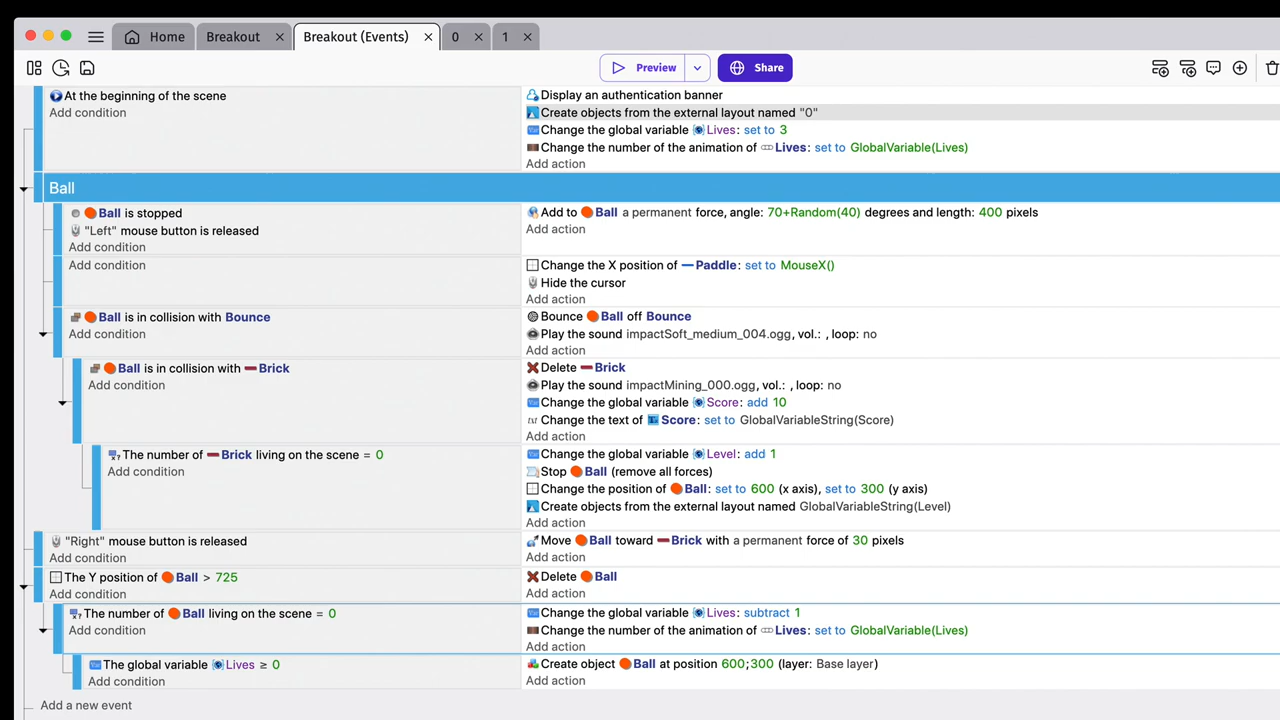 Home Breakout Breakout (Events) 0 1
Preview Share
At the beginning of the scene
Add condition
Display an authentication banner
Create objects from the external layout named "0"
Change the global variable Lives: set to 3
Change the number of the animation of Lives: set to GlobalVariable(Lives)
Add action
Ball
Ball is stopped
"Left" mouse button is released
Add condition
Add to Ball a permanent force, angle: 70+Random(40) degrees and length: 400 pixels
Add action
Add condition
Change the X position of Paddle: set to MouseX()
Hide the cursor
Add action
Ball is in collision with Bounce
Add condition
Bounce Ball off Bounce
Play the sound impactSoft_medium_004.ogg, vol.: , loop: no
Add action
Ball is in collision with Brick
Add condition
Delete Brick
Play the sound impactMining_000.ogg, vol.: , loop: no
Change the global variable Score: add 10
txt Change the text of Score: set to GlobalVariableString(Score)
Add action
The number of Brick living on the scene = 0
Add condition
Change the global variable Level: add 1
Stop Ball (remove all forces)
Change the position of Ball: set to 600 (x axis), set to 300 (y axis)
Create objects from the external layout named GlobalVariableString(Level)
Add action
"Right" mouse button is released
Add condition
Move Ball toward Brick with a permanent force of 30 pixels
Add action
The Y position of Ball > 725
Add condition
Delete Ball
Add action
The number of Ball living on the scene = 0
Add condition
Change the global variable Lives: subtract 1
Change the number of the animation of Lives: set to GlobalVariable(Lives)
Add action
The global variable Lives ≥ 0
Add condition
Create object Ball at position 600;300 (layer: Base layer)
Add action
Add a new event